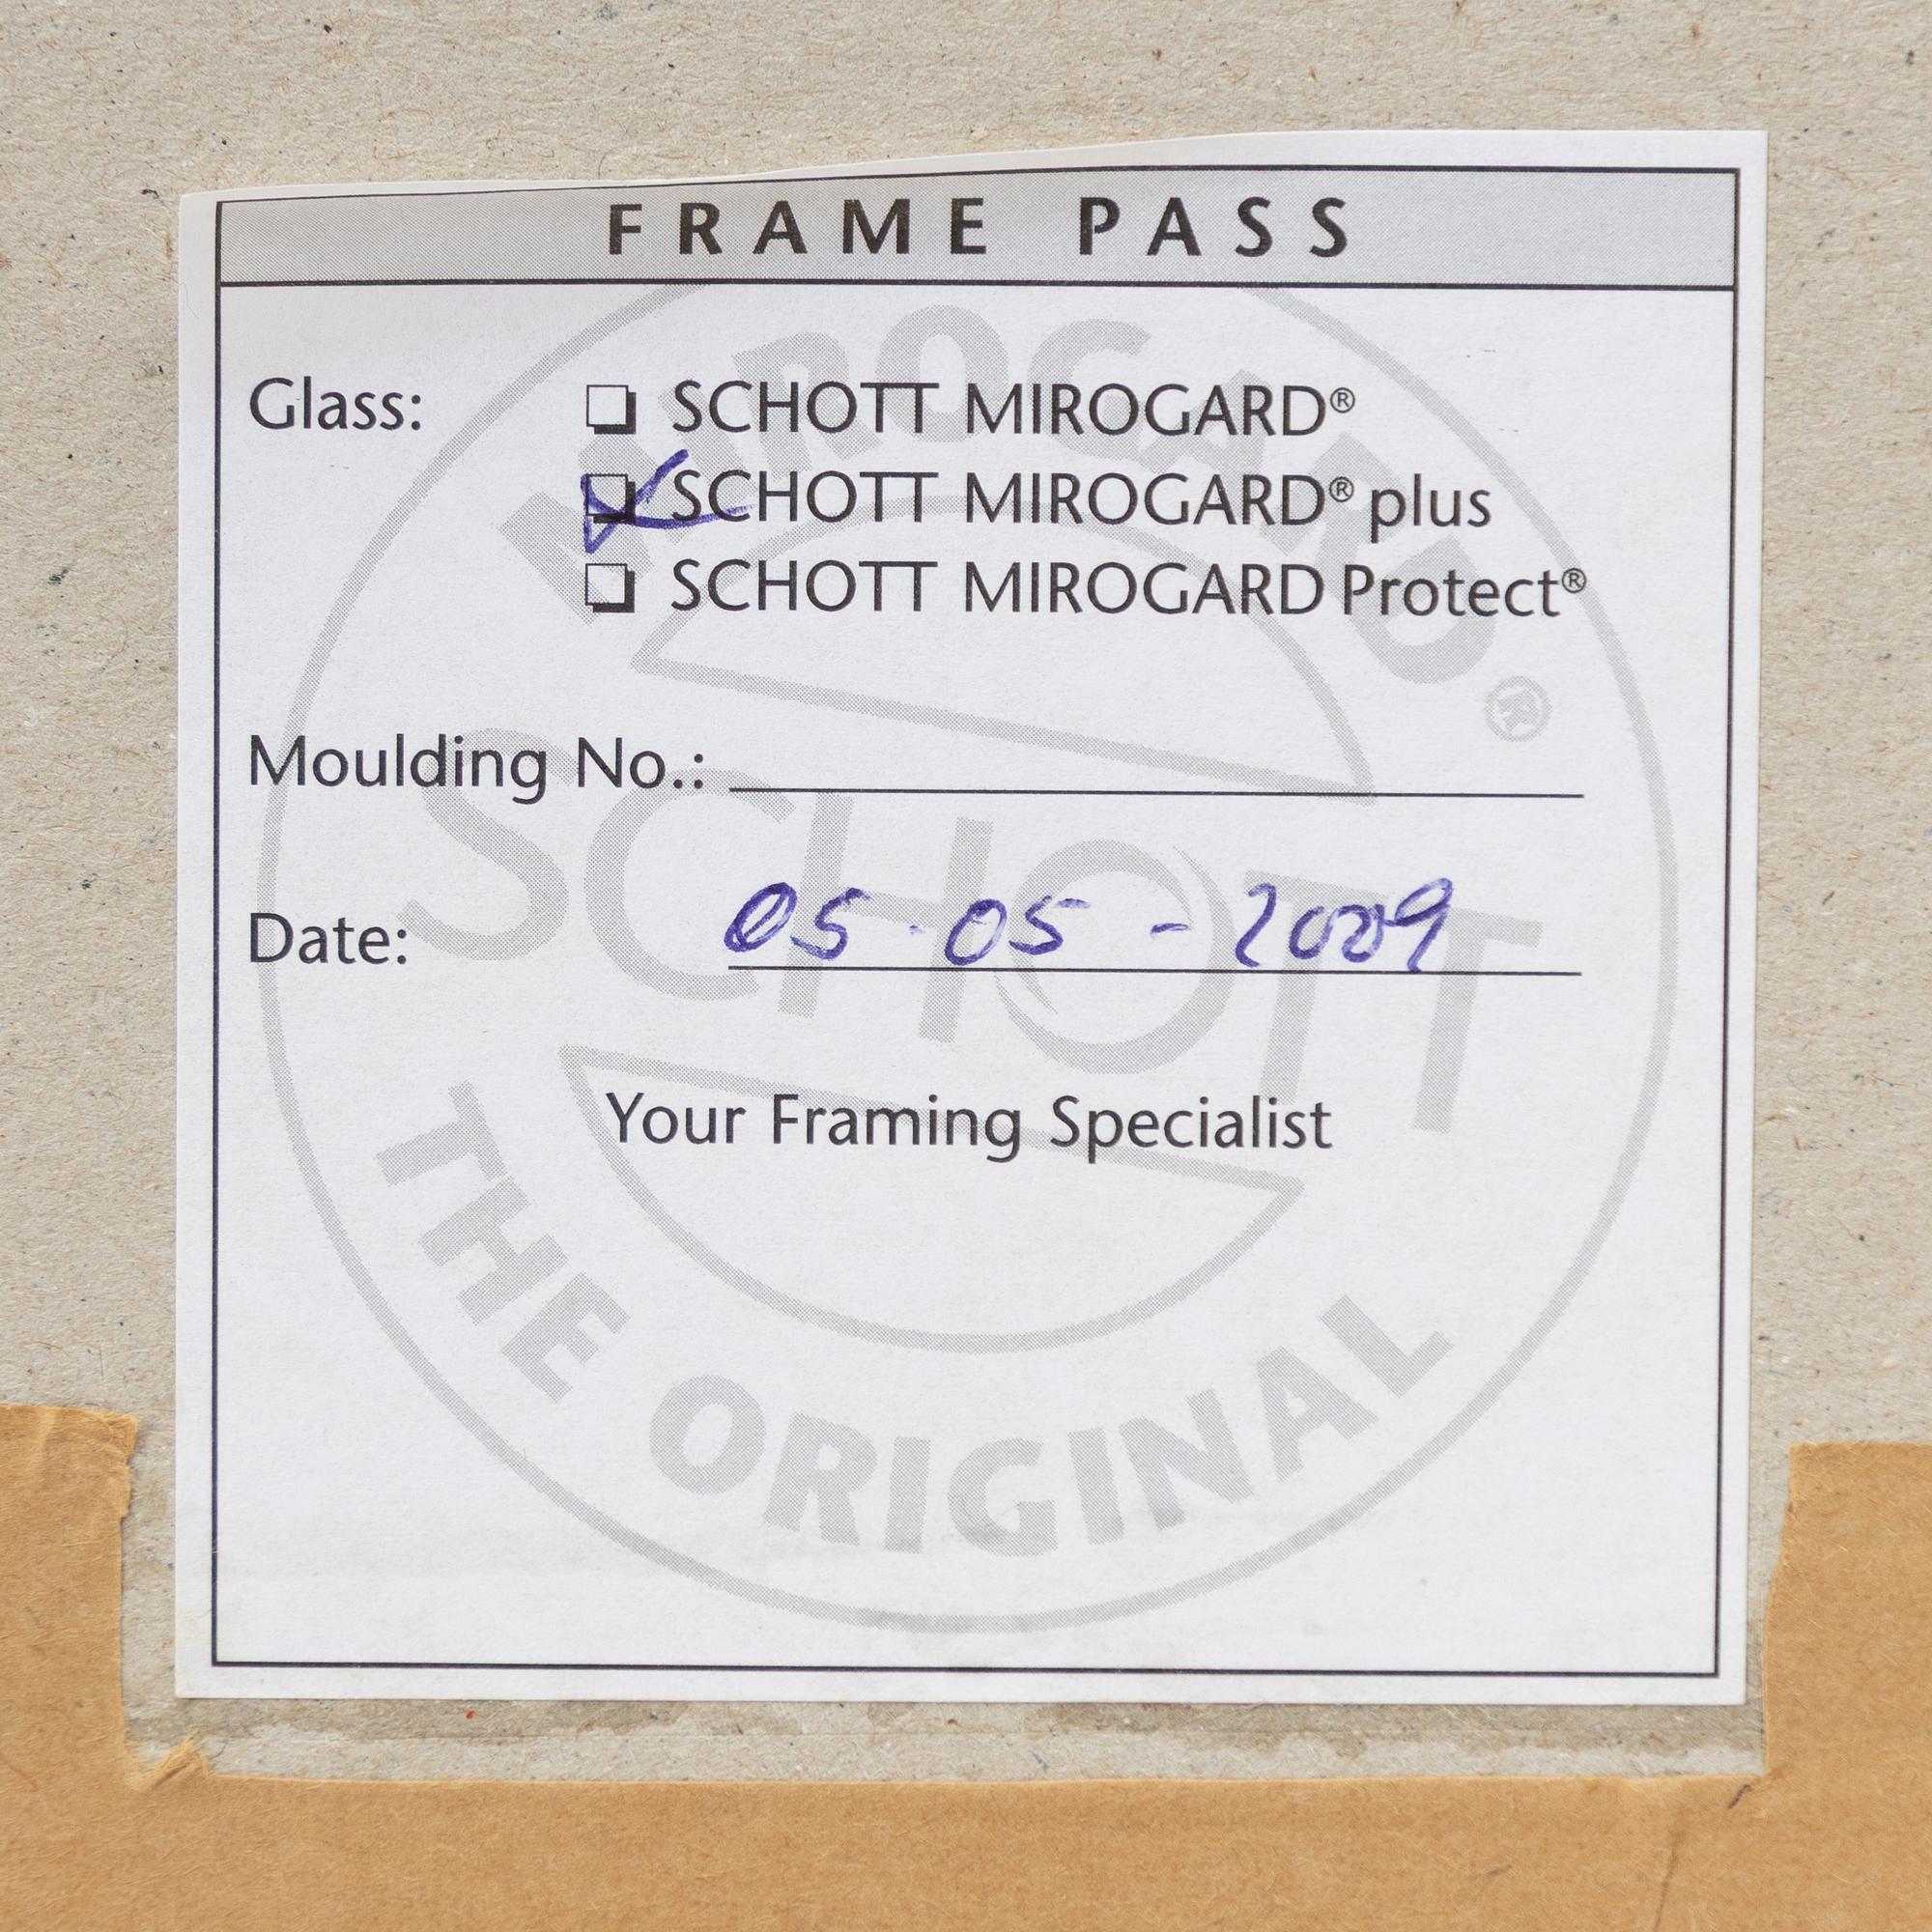 FRAME PASS
Glass: ❑ SCHOTT MIROGARD®
☑ SCHOTT MIROGARD® plus
❑ SCHOTT MIROGARD Protect®
Moulding No.:
Date: 05.05-2009
Your Framing Specialist
MIROGARD®
SCHOTT
THE ORIGINAL